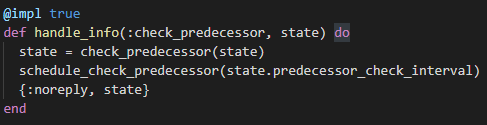 @impl true
def handle_info(:check_predecessor, state) do
  state = check_predecessor(state)
  schedule_check_predecessor(state.predecessor_check_interval)
  {:noreply, state}
end